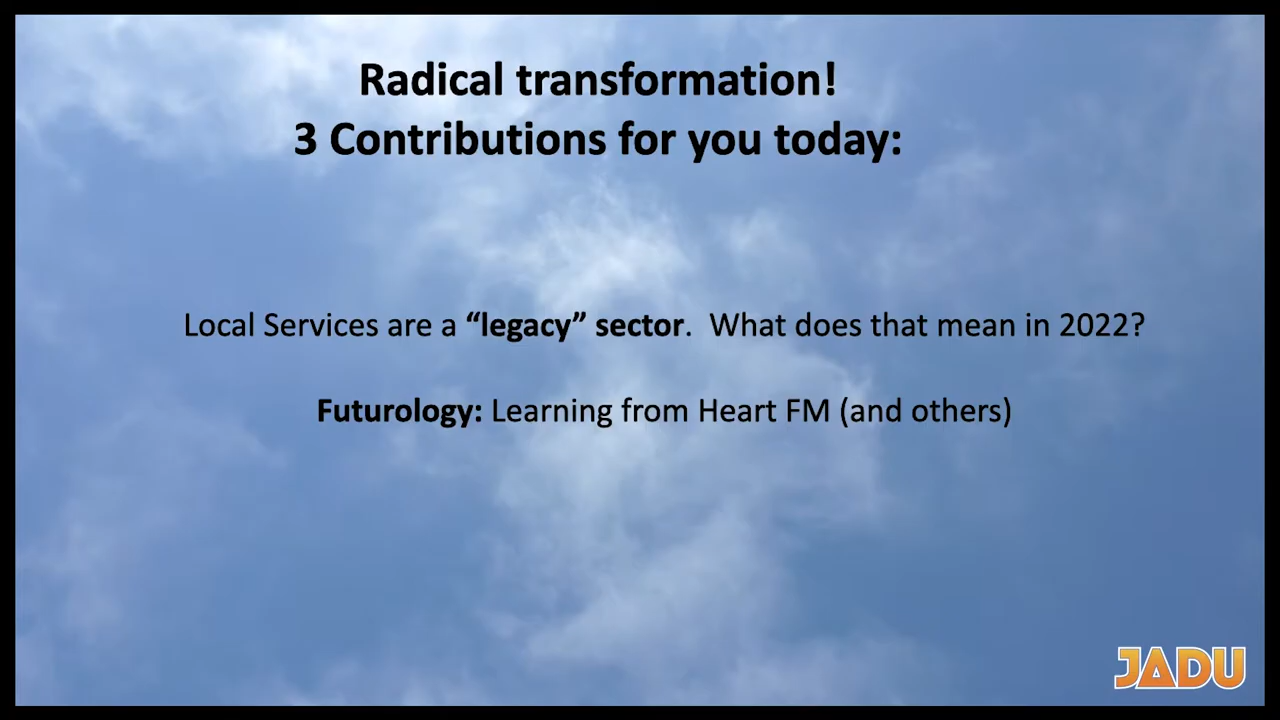 Radical transformation!
3 Contributions for you today:
Local Services are a “legacy” sector.  What does that mean in 2022?
Futurology: Learning from Heart FM (and others)
JADU